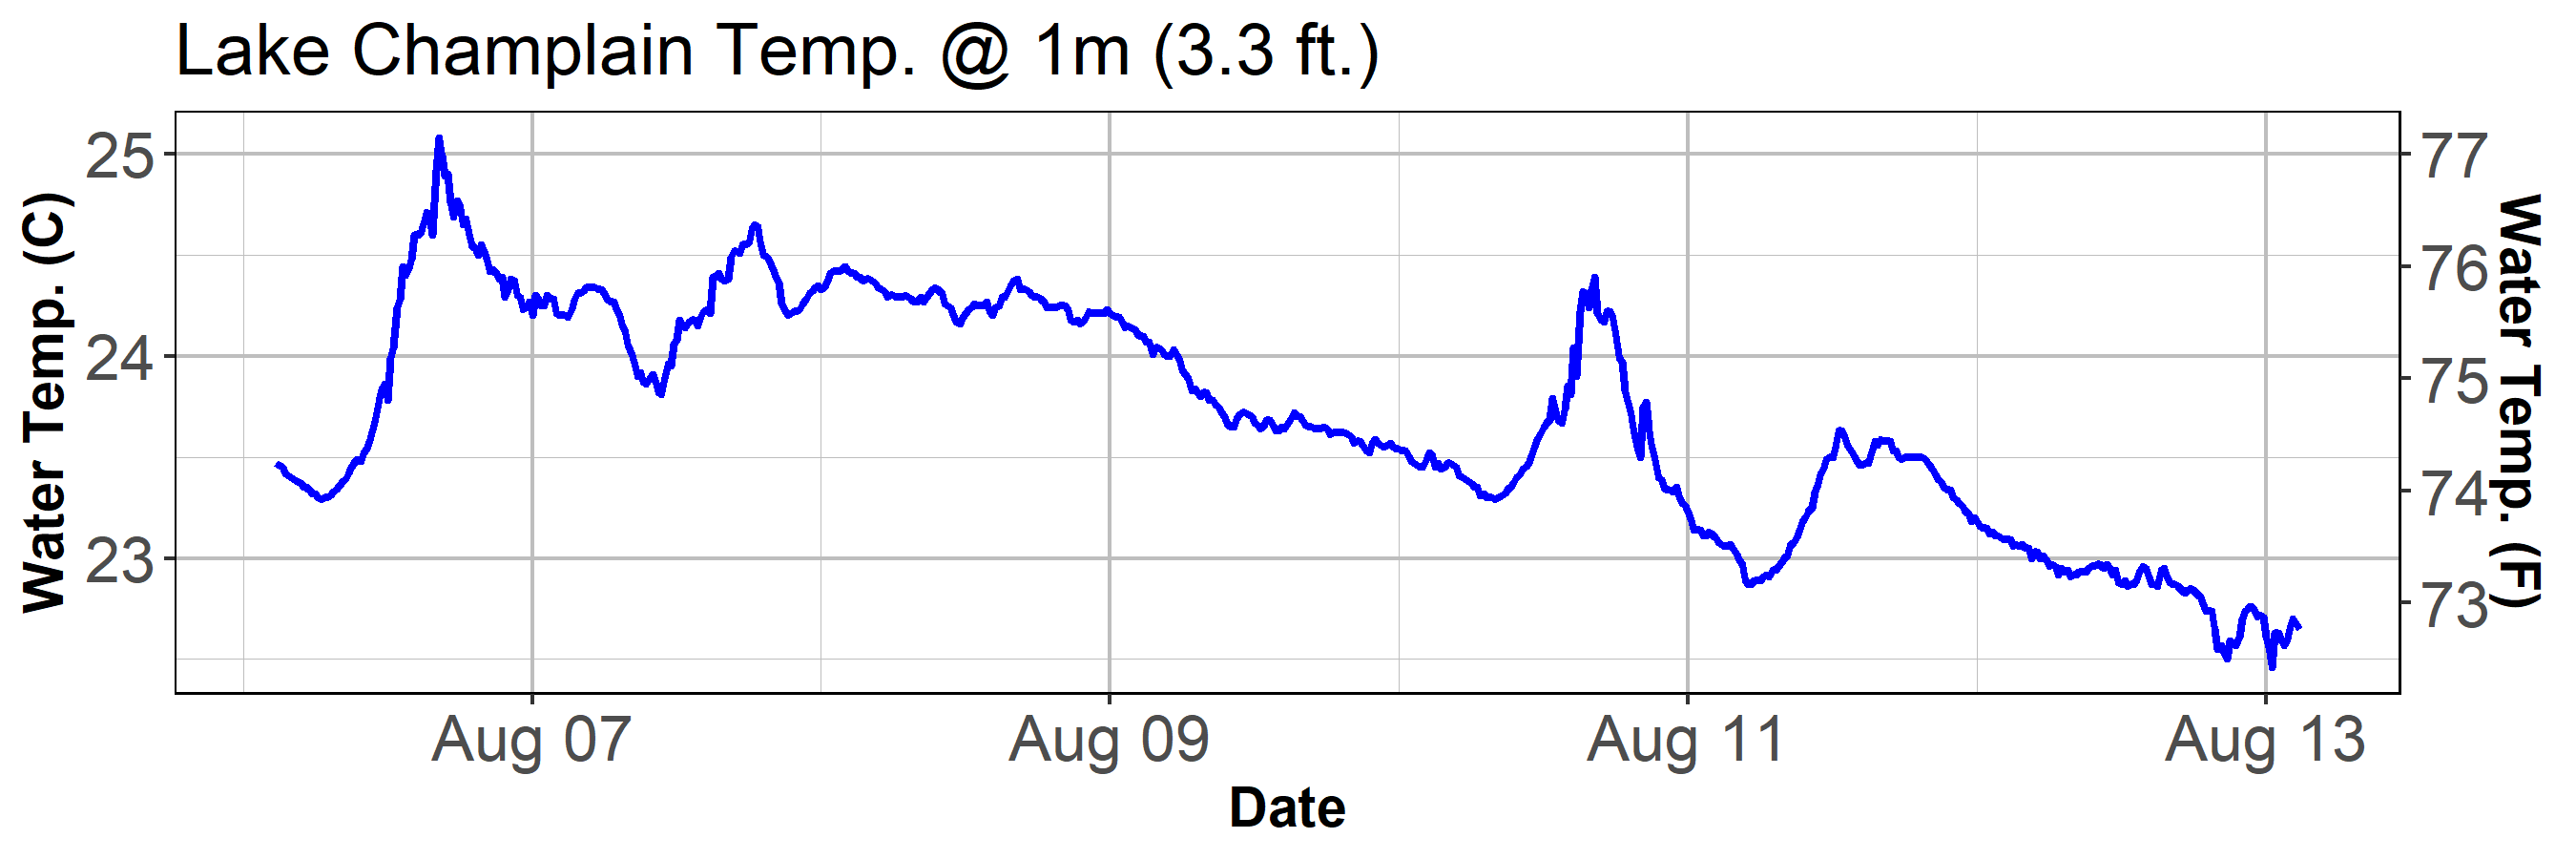 Lake Champlain Temp. @ 1m (3.3 ft.)
Water Temp. (C)
25
24
23
77
76
75
74
73
Water Temp. (F)
Aug 07
Aug 09
Aug 11
Aug 13
Date